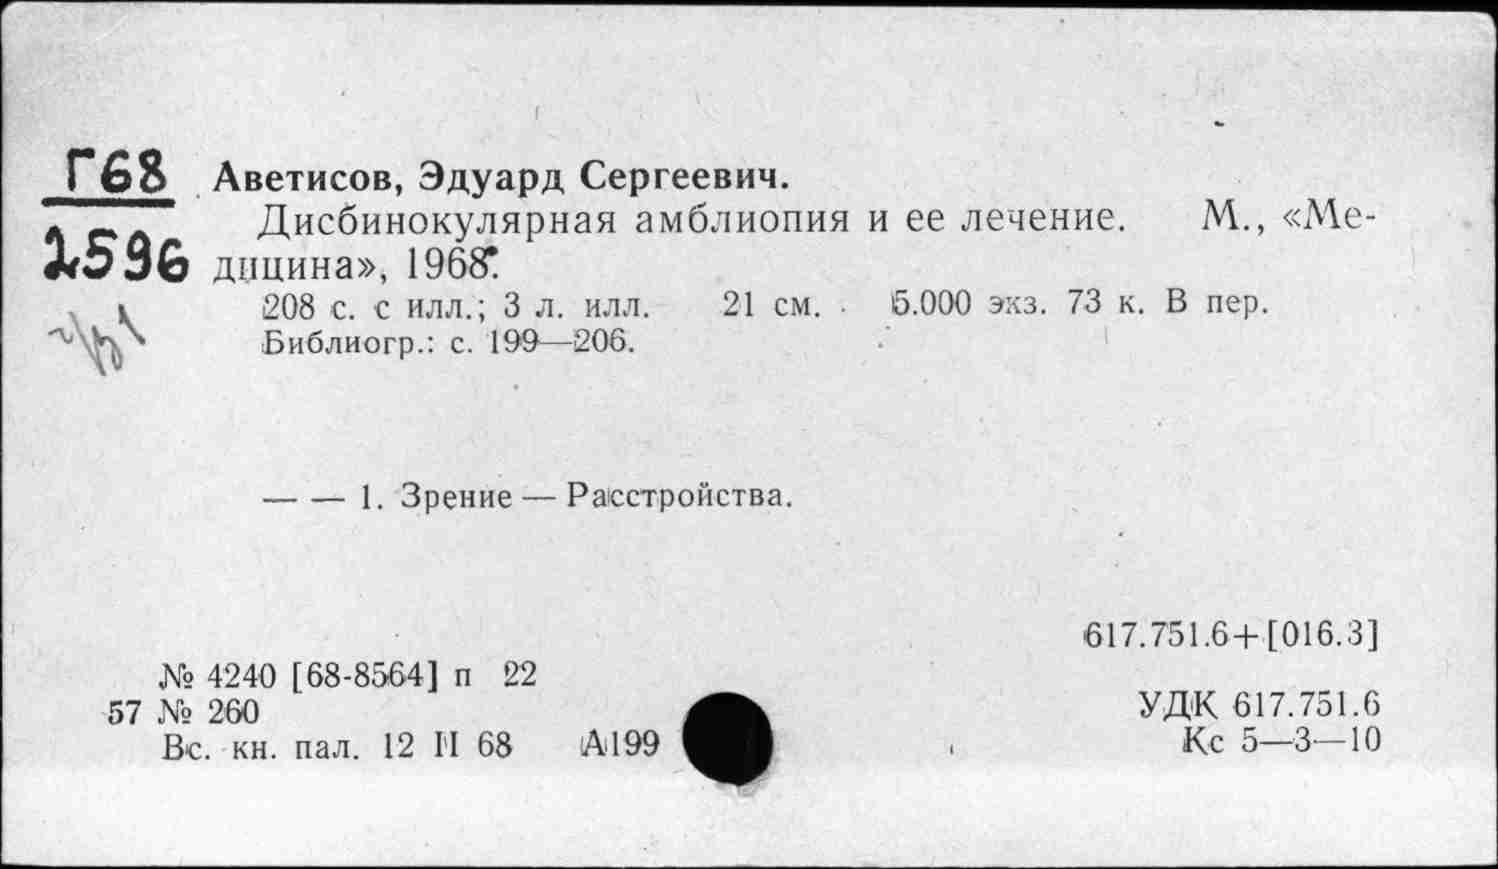 Г68 Аветисов, Эдуард Сергеевич.
Дисбинокулярная амблиопия и ее лечение. М., «Ме-
1596 дицина», 1968.
208 с. с илл.; 3 л. илл. 21 см. 5.000 экз. 73 к. В пер.
Библиогр.: с. 199—206.
— — 1. Зрение — Расстройства.
617.751.6+[016.3]
№ 4240 [68-8564] п 22
57 № 260
УДК 617.751.6
Вс. кн. пал. 12 II 68 А199
Кс 5—3—10